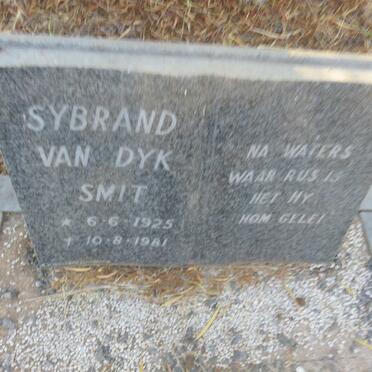 SYBRAND
VAN DYK
SMIT
* 6-6-1925
† 10-8-1981
NA WATERS
WAAR RUS IS
HET HY
HOM GELEI